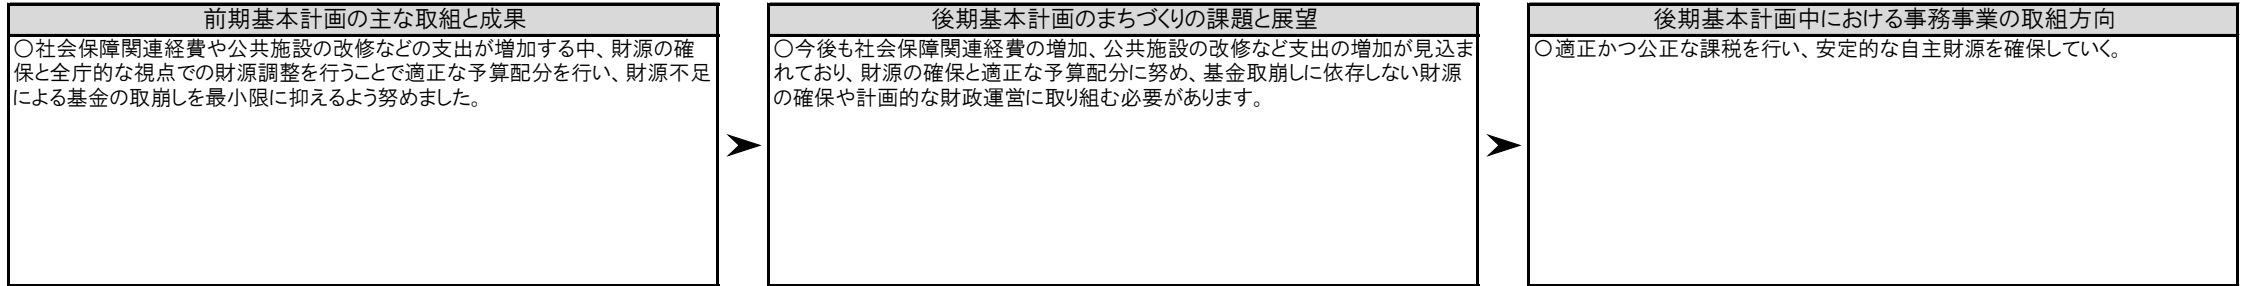 前期基本計画の主な取組と成果
○社会保障関連経費や公共施設の改修などの支出が増加する中、財源の確
保と全庁的な視点での財源調整を行うことで適正な予算配分を行い、財源不足
による基金の取崩しを最小限に抑えるよう努めました。
後期基本計画のまちづくりの課題と展望
○今後も社会保障関連経費の増加、公共施設の改修など支出の増加が見込ま
れており、財源の確保と適正な予算配分に努め、基金取崩しに依存しない財源
の確保や計画的な財政運営に取り組む必要があります。
後期基本計画中における事務事業の取組方向
○適正かつ公正な課税を行い、安定的な自主財源を確保していく。